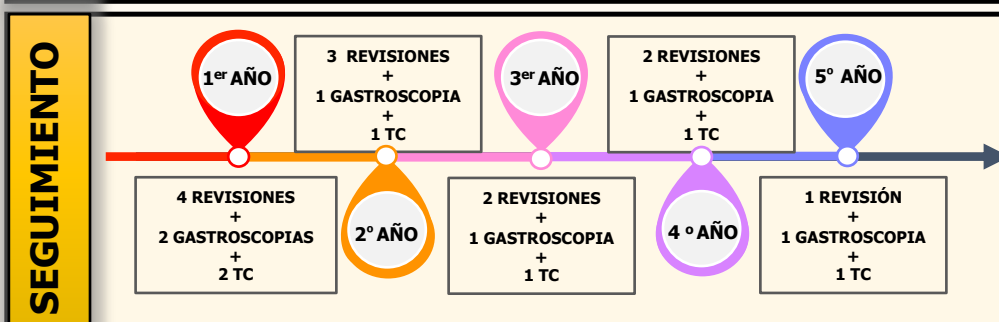 SEGUIMIENTO
1er AÑO
4 REVISIONES
+
2 GASTROSCOPIAS
+
2 TC
2º AÑO
3 REVISIONES
+
1 GASTROSCOPIA
+
1 TC
3er AÑO
2 REVISIONES
+
1 GASTROSCOPIA
+
1 TC
4 º AÑO
2 REVISIONES
+
1 GASTROSCOPIA
+
1 TC
5º AÑO
1 REVISIÓN
+
1 GASTROSCOPIA
+
1 TC